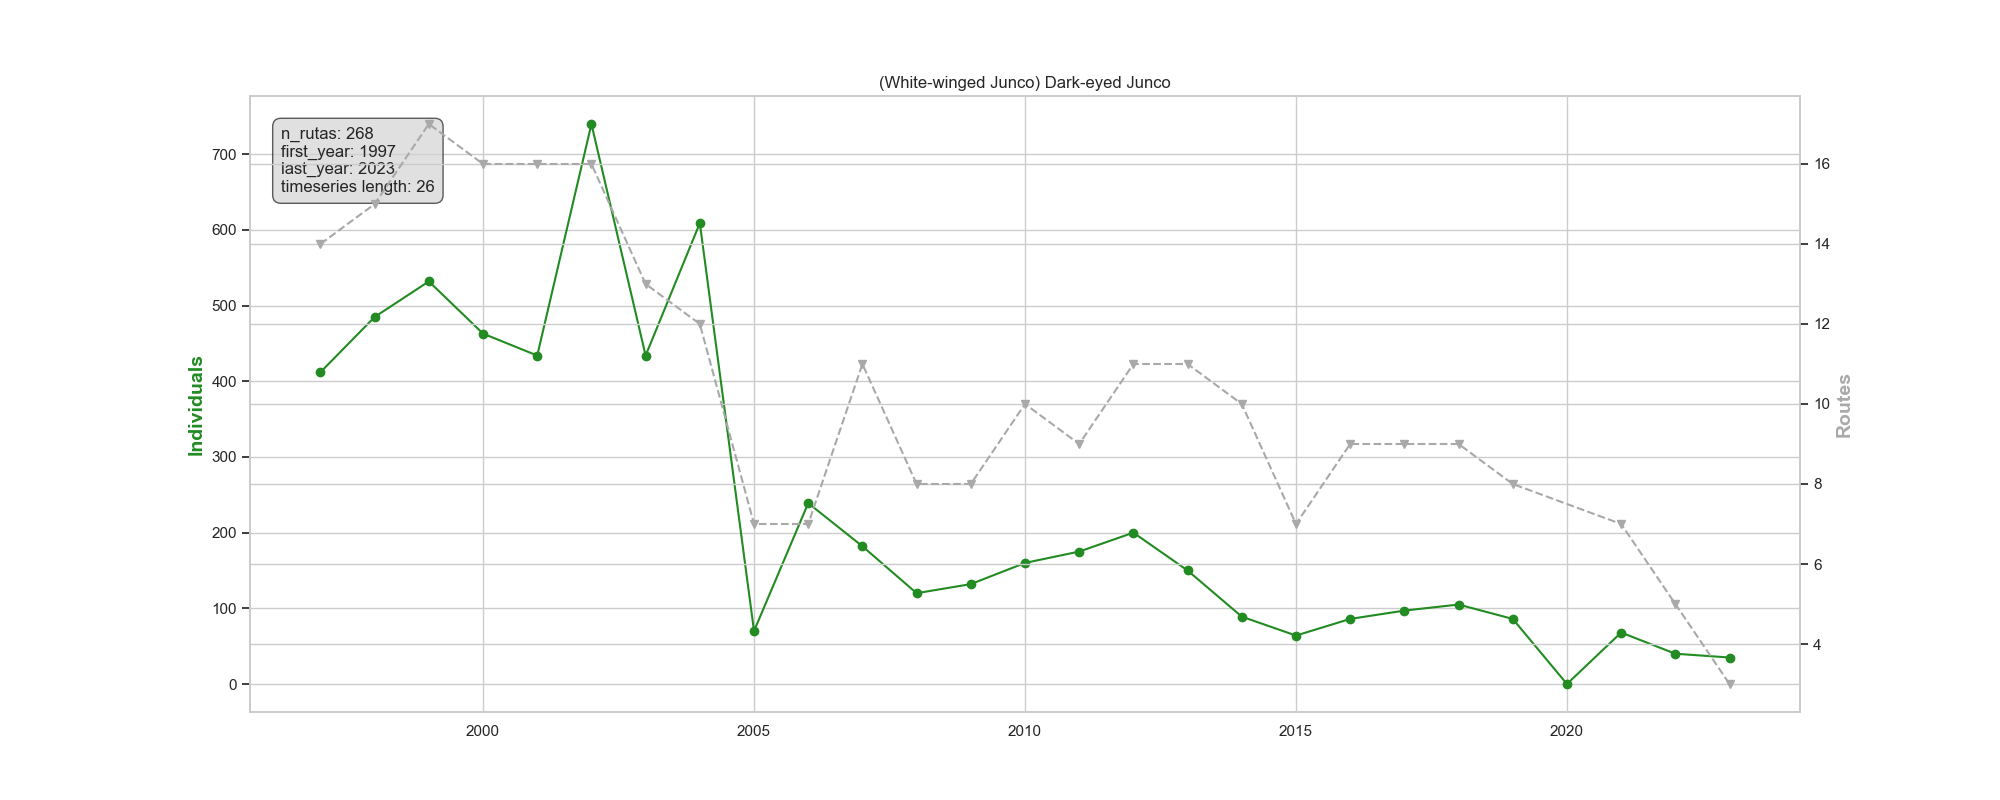 (White-winged Junco) Dark-eyed Junco
n_rutas: 268
first_year: 1997
last_year: 2023
timeseries length: 26
700
600
500
400
300
200
100
0
Individuals
16
14
12
10
8
6
4
Routes
2000
2005
2010
2015
2020